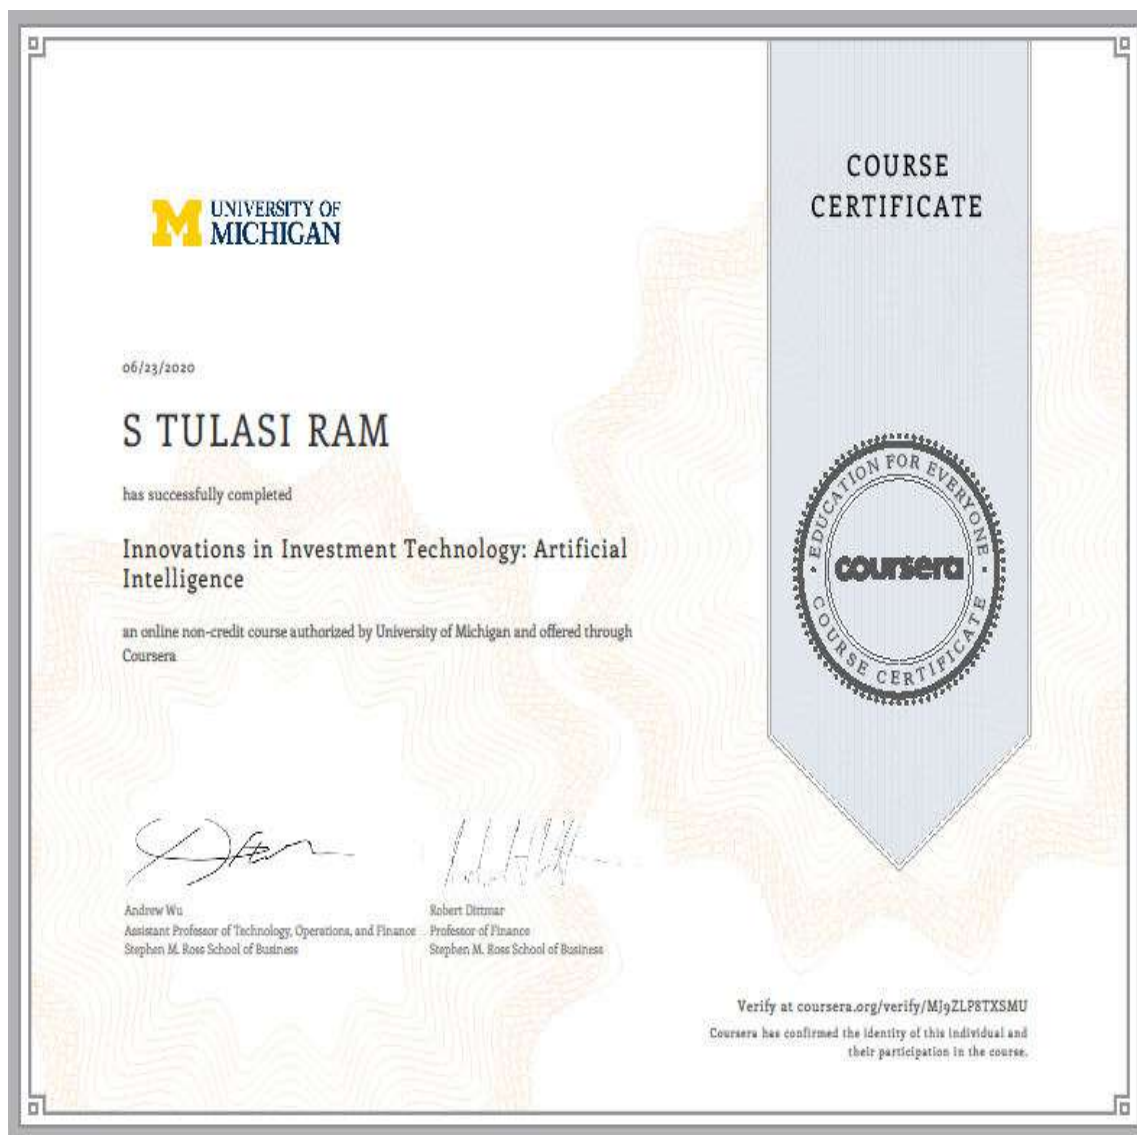 UNIVERSITY OF
MICHIGAN
06/23/2020
S TULASI RAM
has successfully completed
Innovations in Investment Technology: Artificial
Intelligence
an online non-credit course authorized by University of Michigan and offered through
Coursera
COURSE
CERTIFICATE
EDUCATION FOR EVERYONE
coursera
COURSE CERTIFICATE
Andrew Wu
Assistant Professor of Technology, Operations, and Finance
Stephen M. Ross School of Business
Robert Dittmar
Professor of Finance
Stephen M. Ross School of Business
Verify at coursera.org/verify/MJ9ZLP8TXSMU
Coursera has confirmed the identity of this individual and
their participation in the course.